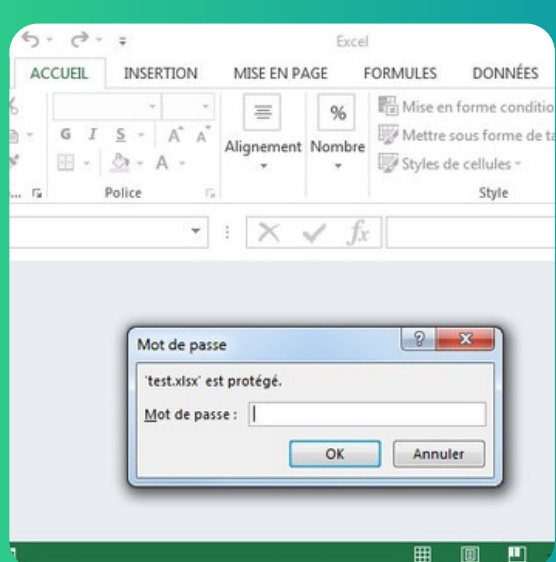 Excel
ACCUEIL INSERTION MISE EN PAGE FORMULES DONNÉES
G I S A A Alignement % Nombre
Mise en forme conditio
Mettre sous forme de ta
A
Styles de cellules
... Police Style
fx
Mot de passe
'test.xlsx' est protégé.
Mot de passe :
OK Annuler